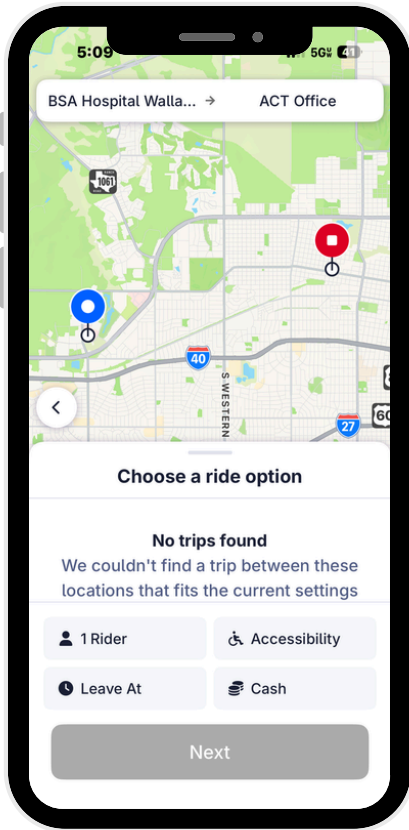 5:09
5G 41
BSA Hospital Walla... → ACT Office
1061
40
S WESTERN
27
60
Choose a ride option
No trips found
We couldn't find a trip between these
locations that fits the current settings
1 Rider
Accessibility
Leave At
Cash
Next